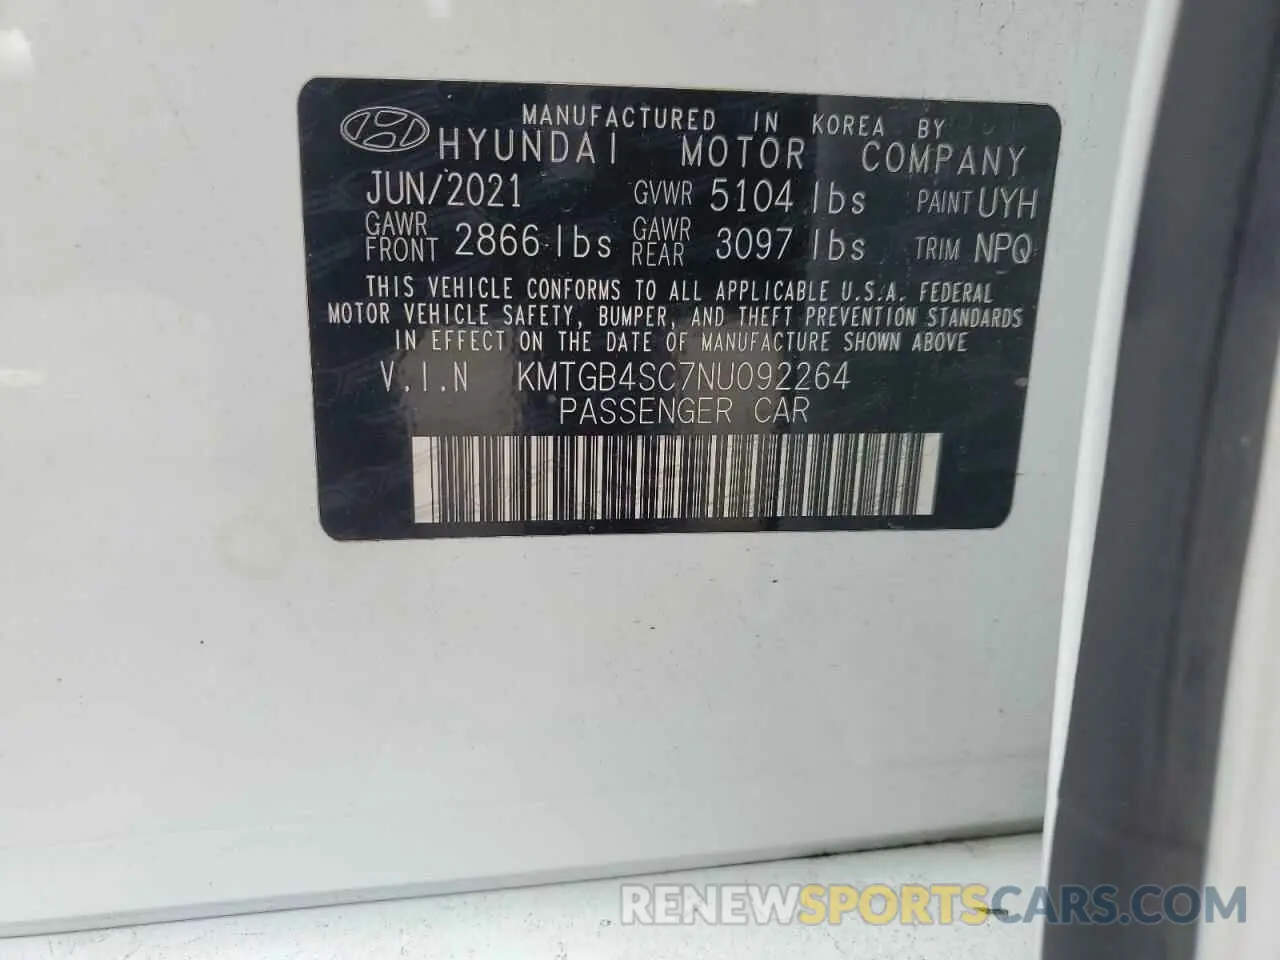 MANUFACTURED IN KOREA BY
HYUNDAI MOTOR COMPANY
JUN/2021 GVWR 5104 lbs PAINT UYH
GAWR FRONT 2866 lbs GAWR REAR 3097 lbs TRIM NPQ
THIS VEHICLE CONFORMS TO ALL APPLICABLE U.S.A. FEDERAL
MOTOR VEHICLE SAFETY, BUMPER, AND THEFT PREVENTION STANDARDS
IN EFFECT ON THE DATE OF MANUFACTURE SHOWN ABOVE
V.I.N KMTGB4SC7NU092264
PASSENGER CAR
RENEWSPORTSCARS.COM